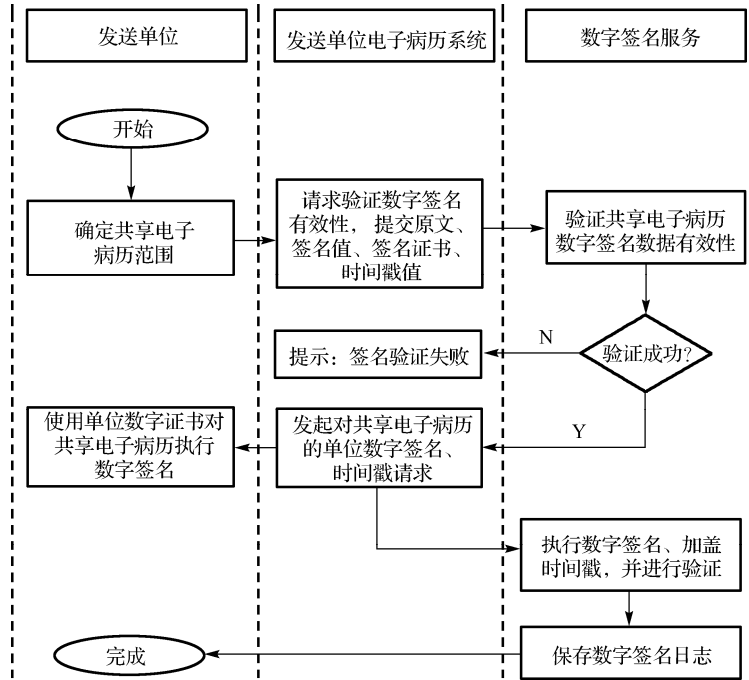 发送单位
发送单位电子病历系统
数字签名服务
开始
确定共享电子
病历范围
请求验证数字签名
有效性，提交原文、
签名值、签名证书、
时间戳值
验证共享电子病历
数字签名数据有效性
验证成功?
N
提示：签名验证失败
Y
发起对共享电子病历
的单位数字签名、
时间戳请求
使用单位数字证书对
共享电子病历执行
数字签名
执行数字签名、加盖
时间戳，并进行验证
保存数字签名日志
完成